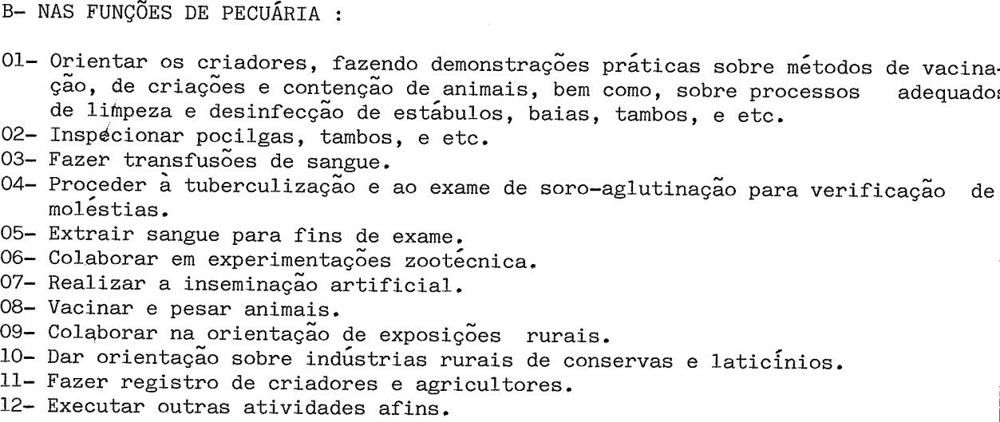 B- NAS FUNÇÕES DE PECUÁRIA :
01- Orientar os criadores, fazendo demonstrações práticas sobre métodos de vacina-
ção, de criações e contenção de animais, bem como, sobre processos adequados
de limpeza e desinfecção de estábulos, baias, tambos, e etc.
02- Inspecionar pocilgas, tambos, e etc.
03- Fazer transfusões de sangue.
04- Proceder à tuberculização e ao exame de soro-aglutinação para verificação de
moléstias.
05- Extrair sangue para fins de exame.
06- Colaborar em experimentações zootécnica.
07- Realizar a inseminação artificial.
08- Vacinar e pesar animais.
09- Colaborar na orientação de exposições rurais.
10- Dar orientação sobre indústrias rurais de conservas e laticínios.
11- Fazer registro de criadores e agricultores.
12- Executar outras atividades afins.